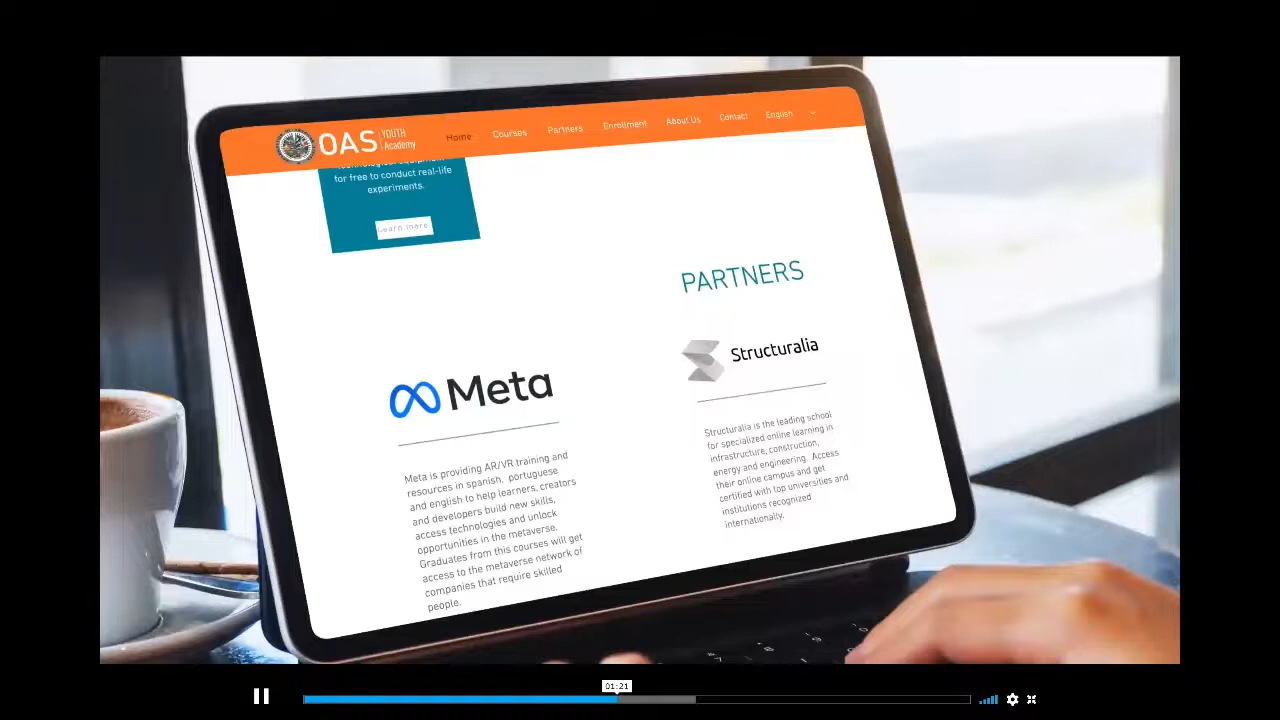 OAS YOUTH Academy
Home Courses Partners Enrollment About Us Contact English
for free to conduct real-life
experiments.
Learn more
PARTNERS
Meta
Meta is providing AR/VR training and
resources in spanish, portuguese
and english to help learners, creators
and developers build new skills,
access technologies and unlock
opportunities in the metaverse.
Graduates from this courses will get
access to the metaverse network of
companies that require skilled
people.
Structuralia
Structuralia is the leading school
for specialized online learning in
infrastructure, construction,
energy and engineering. Access
their online campus and get
certified with top universities and
institutions recognized
internationally.
01:21